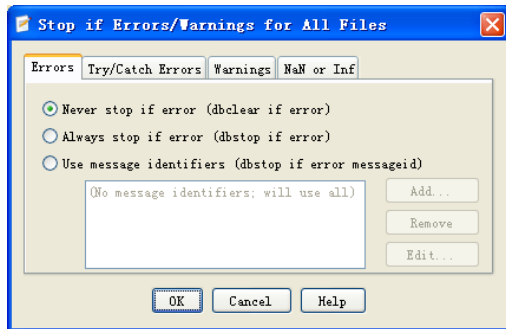 Stop if Errors/Warnings for All Files
Errors Try/Catch Errors Warnings NaN or Inf
Never stop if error (dbclear if error)
Always stop if error (dbstop if error)
Use message identifiers (dbstop if error messageid)
(No message identifiers; will use all) Add...
Remove
Edit...
OK Cancel Help